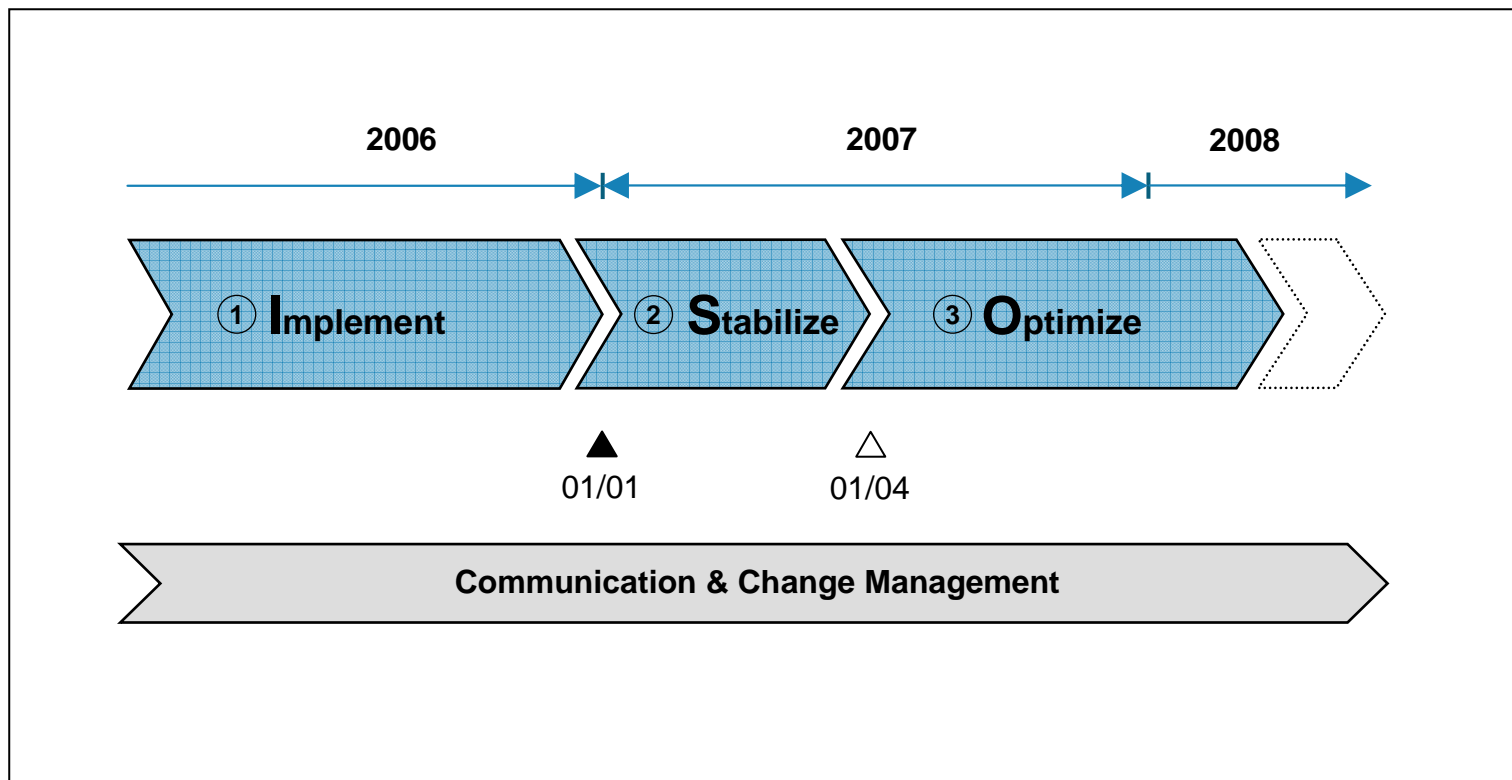 2006 2007 2008
1 Implement 2 Stabilize 3 Optimize
01/01 01/04
Communication & Change Management